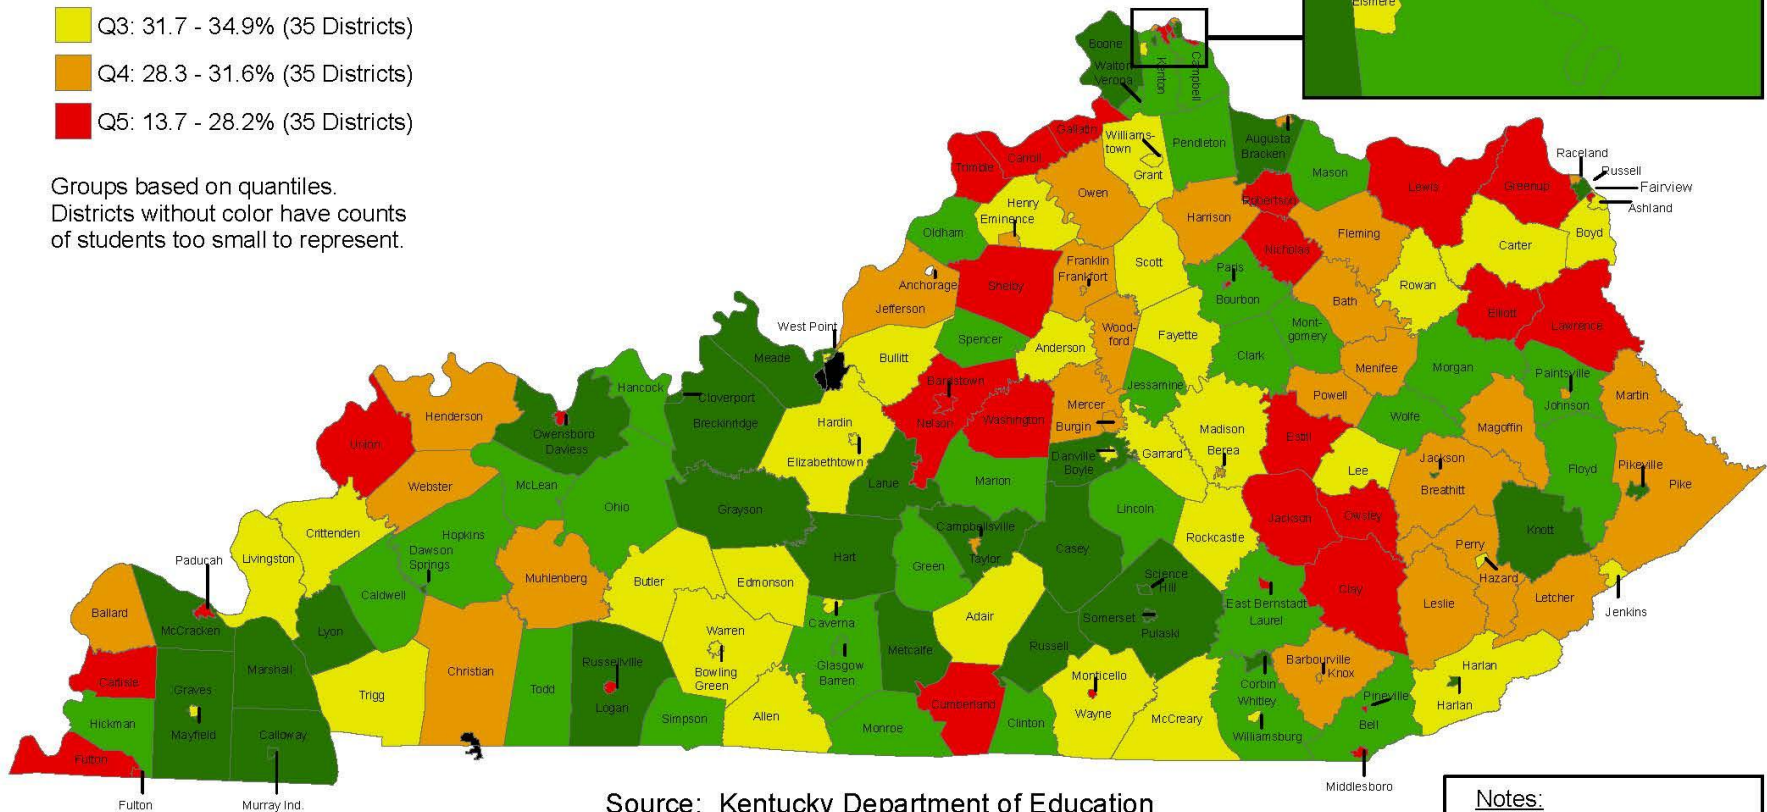 Q3: 31.7 - 34.9% (35 Districts)
Q4: 28.3 - 31.6% (35 Districts)
Q5: 13.7 - 28.2% (35 Districts)
Groups based on quantiles.
Districts without color have counts
of students too small to represent.
Elsmere
Boone
Walton
Verona
Kenton
Campbell
Gallatin
Williams-
town
Grant
Pendleton
Augusta
Bracken
Mason
Trimble
Carroll
Owen
Lewis
Greenup
Raceland
Russell
Fairview
Ashland
Henry
Eminence
Harrison
Robertson
Fleming
Boyd
Carter
Oldham
Franklin
Frankfort
Scott
Nicholas
Rowan
Anchorage
Jefferson
Shelby
Paris
Bourbon
Bath
Elliott
Lawrence
West Point
Meade
Bullitt
Spencer
Anderson
Wood-
ford
Fayette
Clark
Mont-
gomery
Menifee
Morgan
Paintsville
Johnson
Martin
Hancock
Cloverport
Breckinridge
Bardstown
Nelson
Washington
Jessamine
Mercer
Burgin
Powell
Wolfe
Magoffin
Henderson
Owensboro
Daviess
Union
Hardin
Elizabethtown
Madison
Berea
Estill
Danville
Boyle
Garrard
Lee
Jackson
Breathitt
Floyd
Pikeville
Pike
Webster
McLean
Ohio
Grayson
Larue
Marion
Lincoln
Jackson
Owsley
Knott
Crittenden
Hopkins
Dawson
Springs
Livingston
Paducah
Muhlenberg
Butler
Edmonson
Hart
Green
Campbellsville
Taylor
Casey
Rockcastle
Perry
Hazard
Science
Hill
Caldwell
Ballard
McCracken
Lyon
Warren
Bowling
Green
Caverna
Adair
Somerset
Pulaski
East Bernstadt
Laurel
Clay
Leslie
Letcher
Jenkins
Marshall
Carlisle
Graves
Mayfield
Trigg
Christian
Todd
Russellville
Logan
Simpson
Allen
Glasgow
Barren
Metcalfe
Russell
Monticello
Wayne
McCreary
Corbin
Whitley
Williamsburg
Barbourville
Knox
Pineville
Bell
Harlan
Harlan
Hickman
Calloway
Monroe
Cumberland
Clinton
Fulton
Fulton
Murray Ind.
Middlesboro
Source: Kentucky Department of Education
Notes: